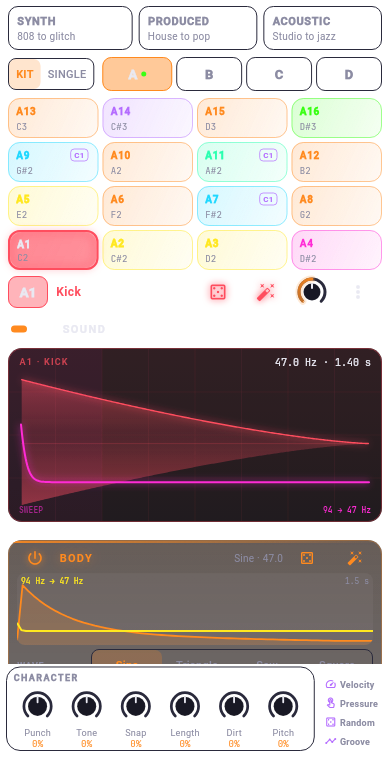 SYNTH PRODUCED ACOUSTIC
808 to glitch House to pop Studio to jazz
KIT SINGLE A B C D
A13 A14 A15 A16
C3 C#3 D3 D#3
A9 C1 A10 A11 C1 A12
G#2 A2 A#2 B2
A5 A6 A7 C1 A8
E2 F2 F#2 G2
A1 A2 A3 A4
C2 C#2 D2 D#2
A1 Kick
SOUND
A1 · KICK 47.0 Hz · 1.40 s
SWEEP 94 → 47 Hz
BODY Sine · 47.0
94 Hz → 47 Hz 1.5 s
CHARACTER
Punch Tone Snap Length Dirt Pitch
0% 0% 0% 0% 0% 0%
Velocity
Pressure
Random
Groove